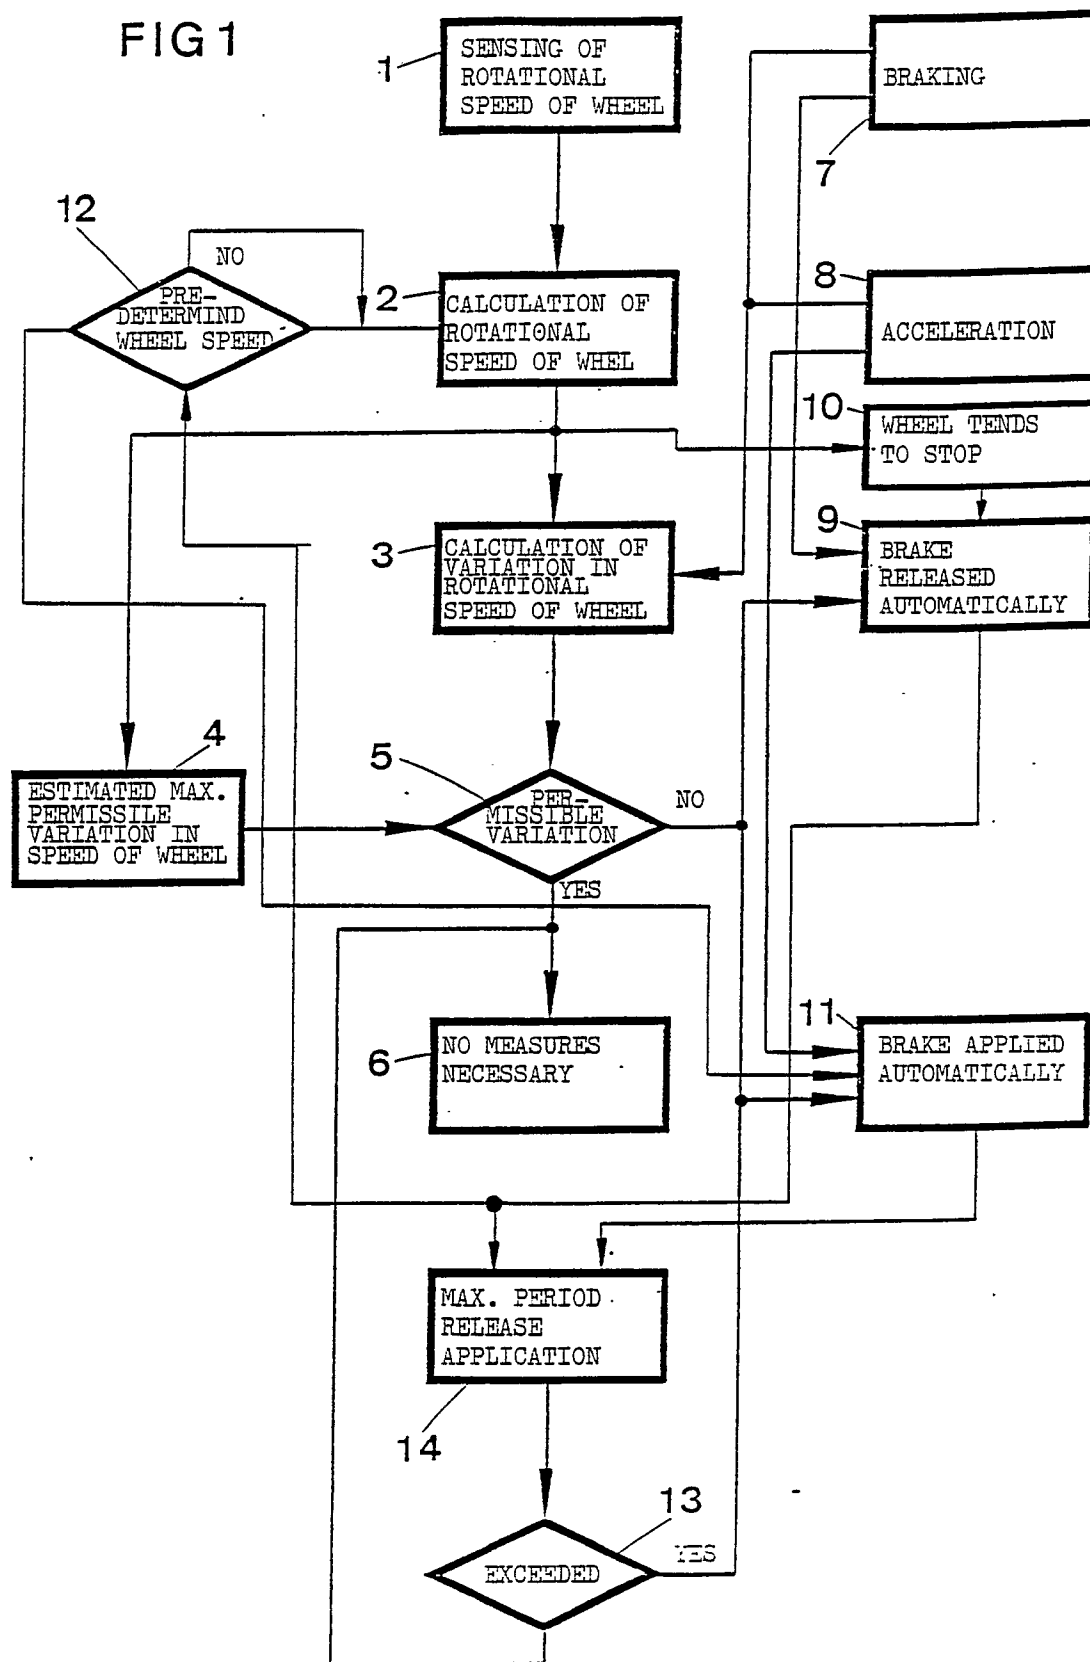 FIG 1
1
SENSING OF
ROTATIONAL
SPEED OF WHEEL
BRAKING
7
12
NO
PRE-
DETERMIND
WHEEL SPEED
2
CALCULATION OF
ROTATIONAL
SPEED OF WHEL
8
ACCELERATION
10
WHEEL TENDS
TO STOP
3
CALCULATION OF
VARIATION IN
ROTATIONAL
SPEED OF WHEEL
9
BRAKE
RELEASED
AUTOMATICALLY
4
ESTIMATED MAX.
PERMISSILE
VARIATION IN
SPEED OF WHEEL
5
PER-
MISSIBLE
VARIATION
NO
YES
6
NO MEASURES
NECESSARY
11
BRAKE APPLIED
AUTOMATICALLY
MAX. PERIOD
RELEASE
APPLICATION
14
13
EXCEEDED
YES